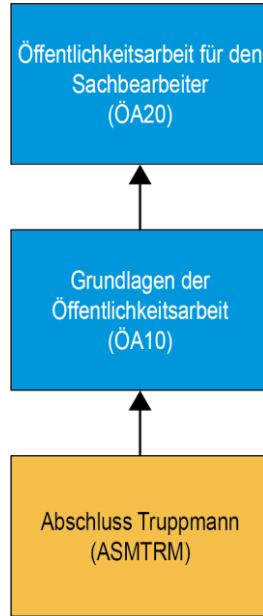 Öffentlichkeitsarbeit für den
Sachbearbeiter
(ÖA20)
Grundlagen der
Öffentlichkeitsarbeit
(ÖA10)
Abschluss Truppmann
(ASMTRM)